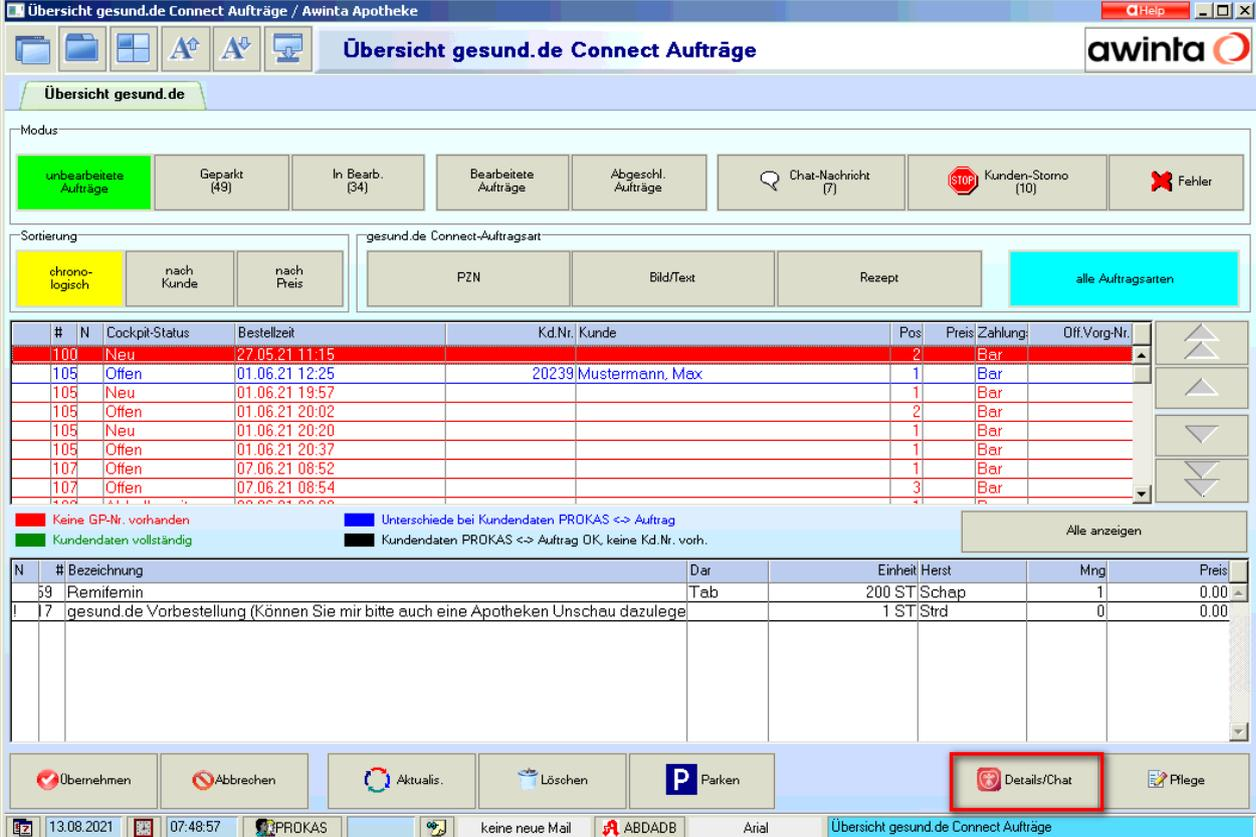 Übersicht gesund.de Connect Aufträge / Awinta Apotheke
Help
Übersicht gesund.de Connect Aufträge
awinta
Übersicht gesund.de
Modus
unbearbeitete Aufträge
Geparkt (49)
In Bearb. (34)
Bearbeitete Aufträge
Abgeschl. Aufträge
Chat-Nachricht (7)
STOP Kunden-Storno (10)
Fehler
Sortierung
gesund.de Connect-Auftragsart
chrono-
logisch
nach Kunde
nach Preis
PZN
Bild/Text
Rezept
alle Auftragsarten
# N Cockpit-Status Bestellzeit Kd.Nr. Kunde Pos Preis Zahlung: Off.Vorg-Nr.
100 Neu 27.05.21 11:15 2 Bar
105 Offen 01.06.21 12:25 20239 Mustermann, Max 1 Bar
105 Neu 01.06.21 19:57 1 Bar
105 Offen 01.06.21 20:02 2 Bar
105 Neu 01.06.21 20:20 1 Bar
105 Offen 01.06.21 20:37 1 Bar
107 Offen 07.06.21 08:52 1 Bar
107 Offen 07.06.21 08:54 3 Bar
Keine GP-Nr. vorhanden
Unterschiede bei Kundendaten PROKAS <-> Auftrag
Kundendaten vollständig
Kundendaten PROKAS <-> Auftrag OK, keine Kd.Nr. vorh.
Alle anzeigen
N # Bezeichnung Dar Einheit Herst Mng Preis
59 Remifemin Tab 200 ST Schap 1 0.00
! 17 gesund.de Vorbestellung (Können Sie mir bitte auch eine Apotheken Umschau dazulege 1 ST Strd 0 0.00
Übernehmen
Abbrechen
Aktualis.
Löschen
P Parken
Details/Chat
Pflege
13.08.2021 07:48:57 PROKAS keine neue Mail ABDADB Arial Übersicht gesund.de Connect Aufträge